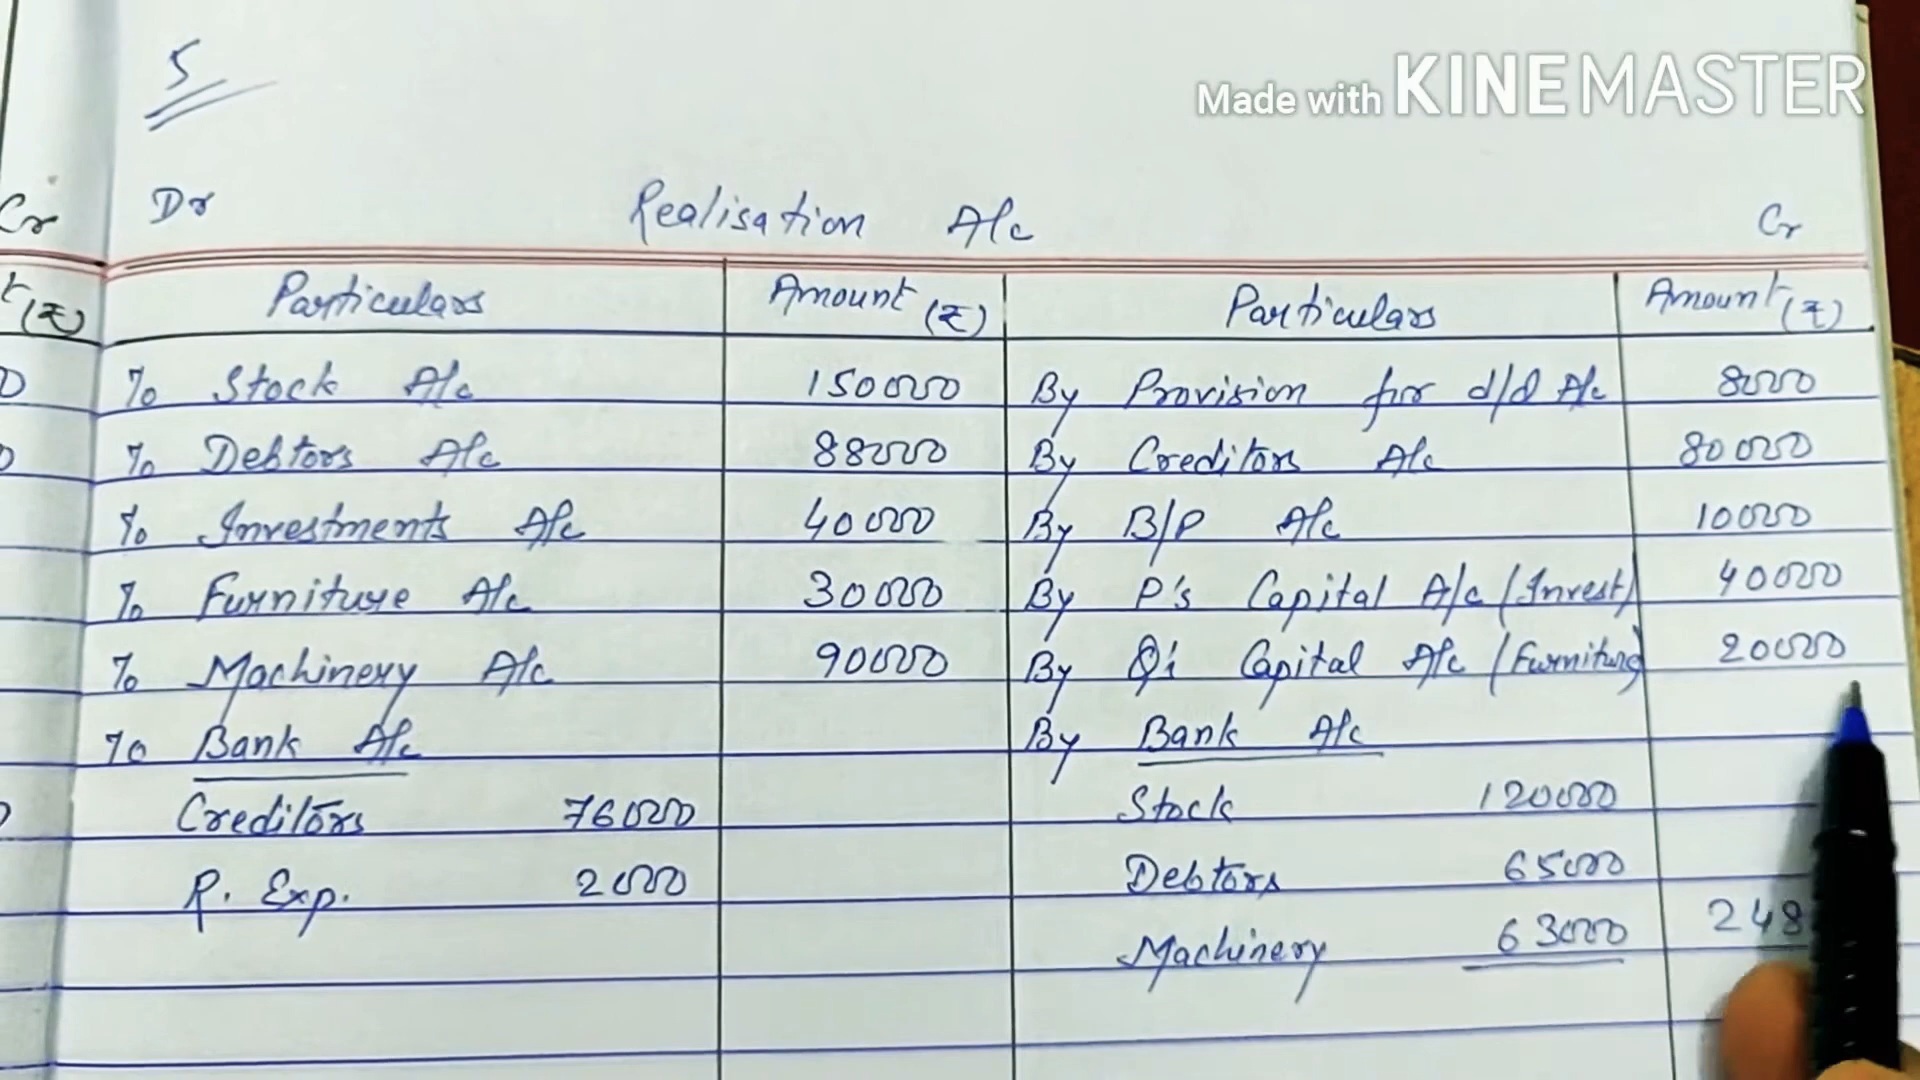 Made with KINEMASTER
5
Cr Dr Realisation A/c Cr
(₹) Particulars Amount (₹) Particulars Amount (₹)
To Stock A/c 150000 By Provision for d/d A/c 8000
To Debtors A/c 88000 By Creditors A/c 80000
To Investments A/c 40000 By B/P A/c 10000
To Furniture A/c 30000 By P's Capital A/c (Invest) 40000
To Machinery A/c 90000 By Q's Capital A/c (Furniture) 20000
To Bank A/c By Bank A/c
Creditors 76000 Stock 120000
R. Exp. 2000 Debtors 65000
Machinery 63000 248